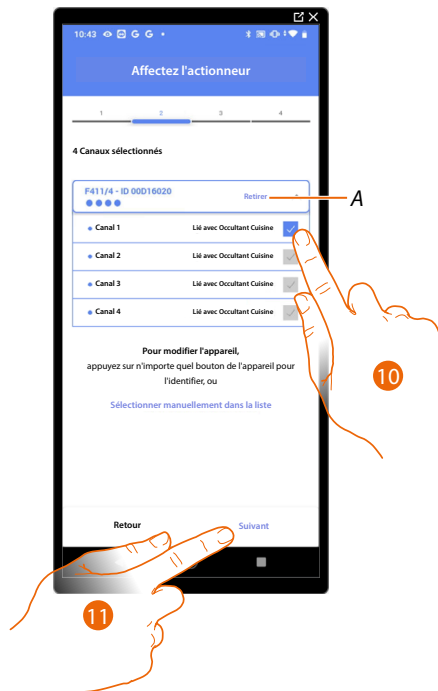 10:43 G G
Affectez l'actionneur
1 2 3 4
4 Canaux sélectionnés
F411/4 - ID 00D16020
Retirer
A
Canal 1 Lié avec Occultant Cuisine
Canal 2 Lié avec Occultant Cuisine
Canal 3 Lié avec Occultant Cuisine
Canal 4 Lié avec Occultant Cuisine
Pour modifier l'appareil,
appuyez sur n'importe quel bouton de l'appareil pour
l'identifier, ou
Sélectionner manuellement dans la liste
10
Retour Suivant
11